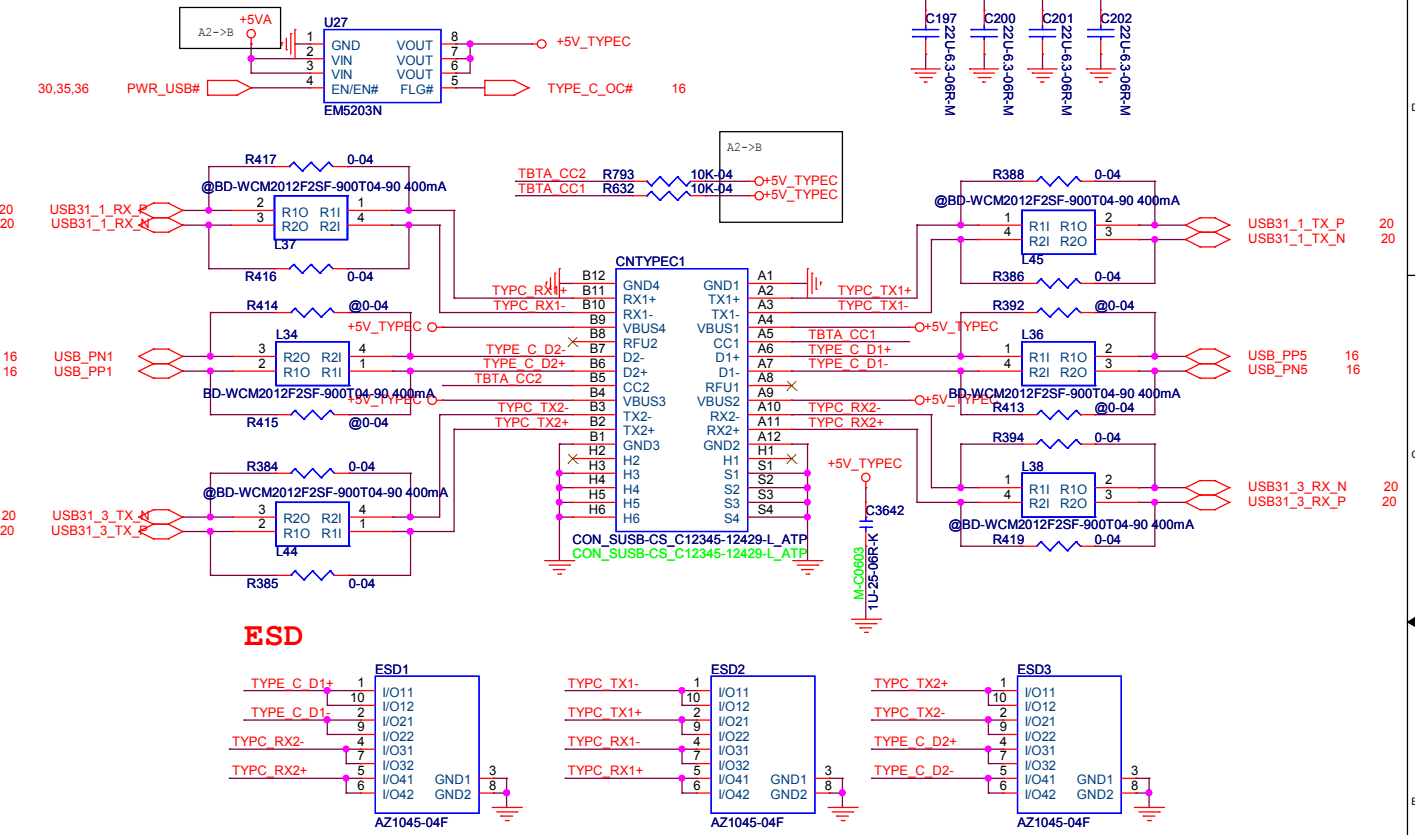 +5VA
A2->B
U27
1 GND VOUT 8
2 VIN VOUT 7
3 VIN VOUT 6
4 EN/EN# FLG# 5
EM5203N
+5V_TYPEC
30,35,36 PWR_USB#
TYPE_C_OC# 16
C197 C200 C201 C202
22U-6.3-06R-M 22U-6.3-06R-M 22U-6.3-06R-M 22U-6.3-06R-M
D
A2->B
TBTA_CC2 R793 10K-04 +5V_TYPEC
TBTA_CC1 R632 10K-04 +5V_TYPEC
R417 0-04
@BD-WCM2012F2SF-900T04-90 400mA
20 USB31_1_RX_P 2 R1O R1I 1
20 USB31_1_RX_N 3 R2O R2I 4
L37
R416 0-04
R414 @0-04
L34
16 USB_PN1 3 R2O R2I 4
16 USB_PP1 2 R1O R1I 1
BD-WCM2012F2SF-900T04-90 400mA
R415 @0-04
R384 0-04
@BD-WCM2012F2SF-900T04-90 400mA
20 USB31_3_TX_N 3 R2O R2I 4
20 USB31_3_TX_P 2 R1O R1I 1
L44
R385 0-04
CNTYPEC1
B12 GND4 GND1 A1
TYPC_RX1+ B11 RX1+ TX1+ A2 TYPC_TX1+
TYPC_RX1- B10 RX1- TX1- A3 TYPC_TX1-
+5V_TYPEC B9 VBUS4 VBUS1 A4 +5V_TYPEC
B8 RFU2 CC1 A5 TBTA_CC1
TYPE_C_D2- B7 D2- D1+ A6 TYPE_C_D1+
TYPE_C_D2+ B6 D2+ D1- A7 TYPE_C_D1-
TBTA_CC2 B5 CC2 RFU1 A8
+5V_TYPEC B4 VBUS3 VBUS2 A9 +5V_TYPEC
TYPC_TX2- B3 TX2- RX2- A10 TYPC_RX2-
TYPC_TX2+ B2 TX2+ RX2+ A11 TYPC_RX2+
B1 GND3 GND2 A12
H2 H2 H1 H1
H3 H3 S1 S1
H4 H4 S2 S2
H5 H5 S3 S3
H6 H6 S4 S4
CON_SUSB-CS_C12345-12429-L_ATP
CON_SUSB-CS_C12345-12429-L_ATP
+5V_TYPEC
C3642
M-C0603
1U-25-06R-K
R388 0-04
@BD-WCM2012F2SF-900T04-90 400mA
1 R1I R1O 2 USB31_1_TX_P 20
4 R2I R2O 3 USB31_1_TX_N 20
L45
R386 0-04
R392 @0-04
L36
1 R1I R1O 2 USB_PP5 16
4 R2I R2O 3 USB_PN5 16
BD-WCM2012F2SF-900T04-90 400mA
R413 @0-04
R394 0-04
L38
1 R1I R1O 2 USB31_3_RX_N 20
4 R2I R2O 3 USB31_3_RX_P 20
@BD-WCM2012F2SF-900T04-90 400mA
R419 0-04
C
ESD
ESD1
TYPE_C_D1+ 1 I/O11
10 I/O12
TYPE_C_D1- 2 I/O21
9 I/O22
TYPC_RX2- 4 I/O31
7 I/O32
TYPC_RX2+ 5 I/O41 GND1 3
6 I/O42 GND2 8
AZ1045-04F
ESD2
TYPC_TX1- 1 I/O11
10 I/O12
TYPC_TX1+ 2 I/O21
9 I/O22
TYPC_RX1- 4 I/O31
7 I/O32
TYPC_RX1+ 5 I/O41 GND1 3
6 I/O42 GND2 8
AZ1045-04F
ESD3
TYPC_TX2+ 1 I/O11
10 I/O12
TYPC_TX2- 2 I/O21
9 I/O22
TYPE_C_D2+ 4 I/O31
7 I/O32
TYPE_C_D2- 5 I/O41 GND1 3
6 I/O42 GND2 8
AZ1045-04F